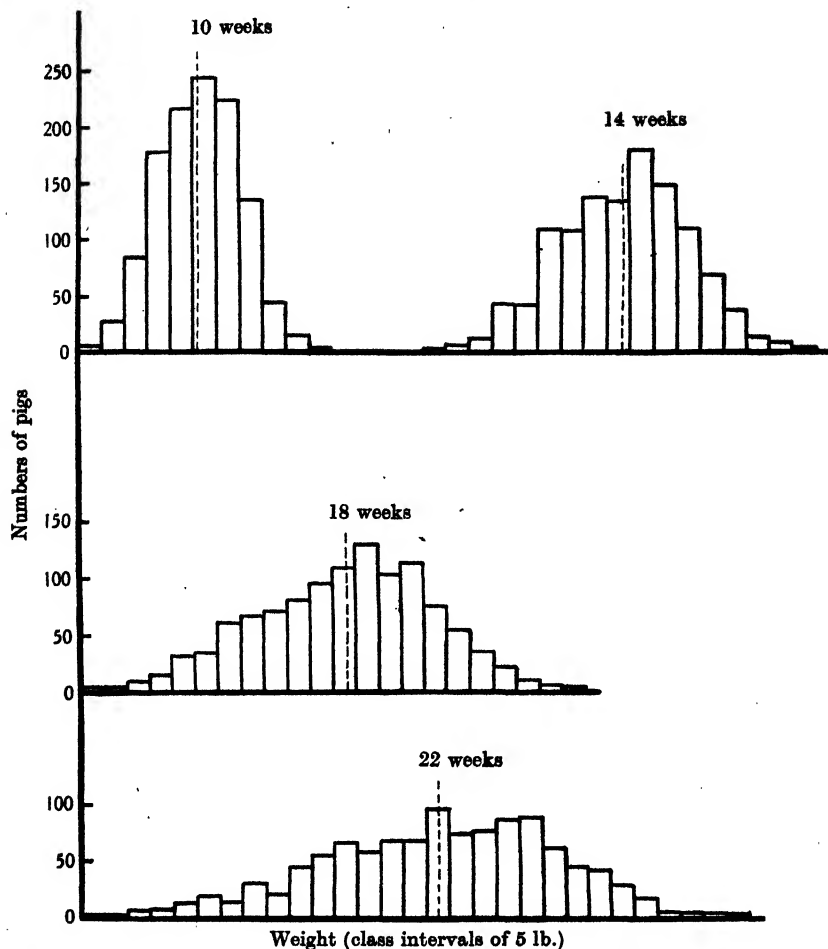 10 weeks
250
200
150
100
50
0
14 weeks
Numbers of pigs
18 weeks
150
100
50
0
22 weeks
100
50
0
Weight (class intervals of 5 lb.)